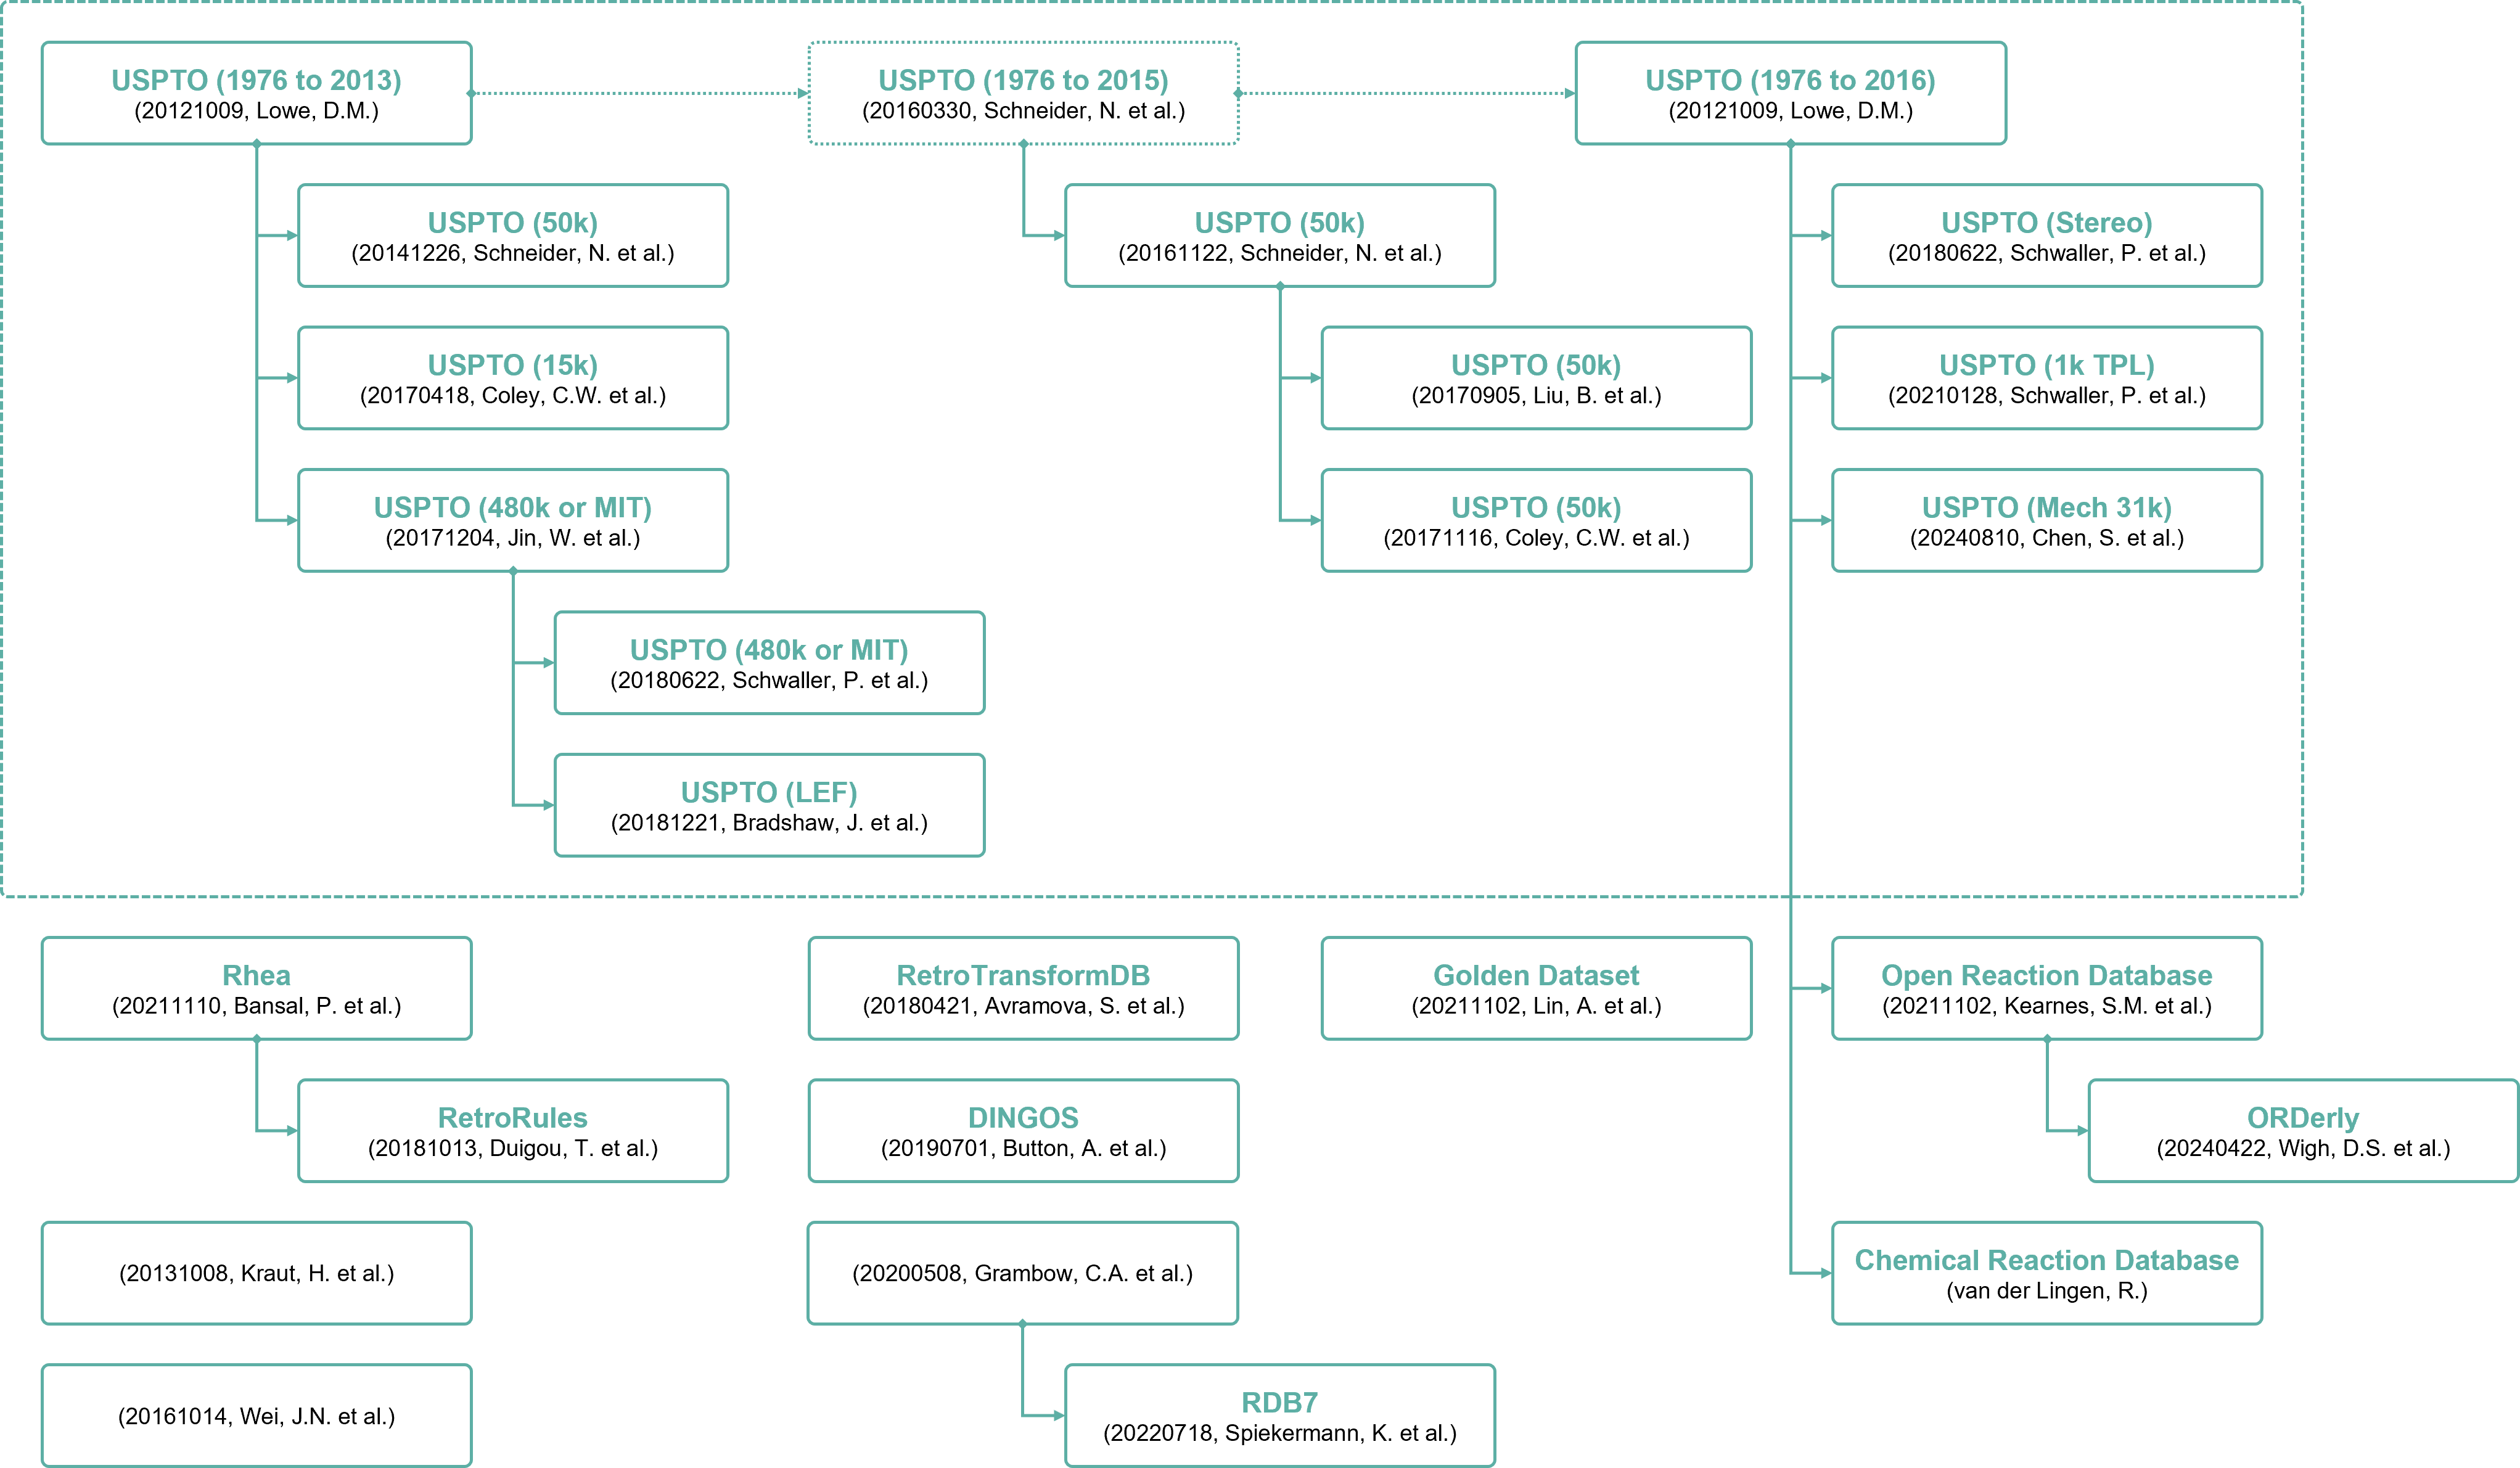 USPTO (1976 to 2013)
(20121009, Lowe, D.M.)
USPTO (1976 to 2015)
(20160330, Schneider, N. et al.)
USPTO (1976 to 2016)
(20121009, Lowe, D.M.)
USPTO (50k)
(20141226, Schneider, N. et al.)
USPTO (50k)
(20161122, Schneider, N. et al.)
USPTO (Stereo)
(20180622, Schwaller, P. et al.)
USPTO (15k)
(20170418, Coley, C.W. et al.)
USPTO (50k)
(20170905, Liu, B. et al.)
USPTO (1k TPL)
(20210128, Schwaller, P. et al.)
USPTO (480k or MIT)
(20171204, Jin, W. et al.)
USPTO (50k)
(20171116, Coley, C.W. et al.)
USPTO (Mech 31k)
(20240810, Chen, S. et al.)
USPTO (480k or MIT)
(20180622, Schwaller, P. et al.)
USPTO (LEF)
(20181221, Bradshaw, J. et al.)
Rhea
(20211110, Bansal, P. et al.)
RetroTransformDB
(20180421, Avramova, S. et al.)
Golden Dataset
(20211102, Lin, A. et al.)
Open Reaction Database
(20211102, Kearnes, S.M. et al.)
RetroRules
(20181013, Duigou, T. et al.)
DINGOS
(20190701, Button, A. et al.)
ORDerly
(20240422, Wigh, D.S. et al.)
(20131008, Kraut, H. et al.)
(20200508, Grambow, C.A. et al.)
Chemical Reaction Database
(van der Lingen, R.)
(20161014, Wei, J.N. et al.)
RDB7
(20220718, Spiekermann, K. et al.)